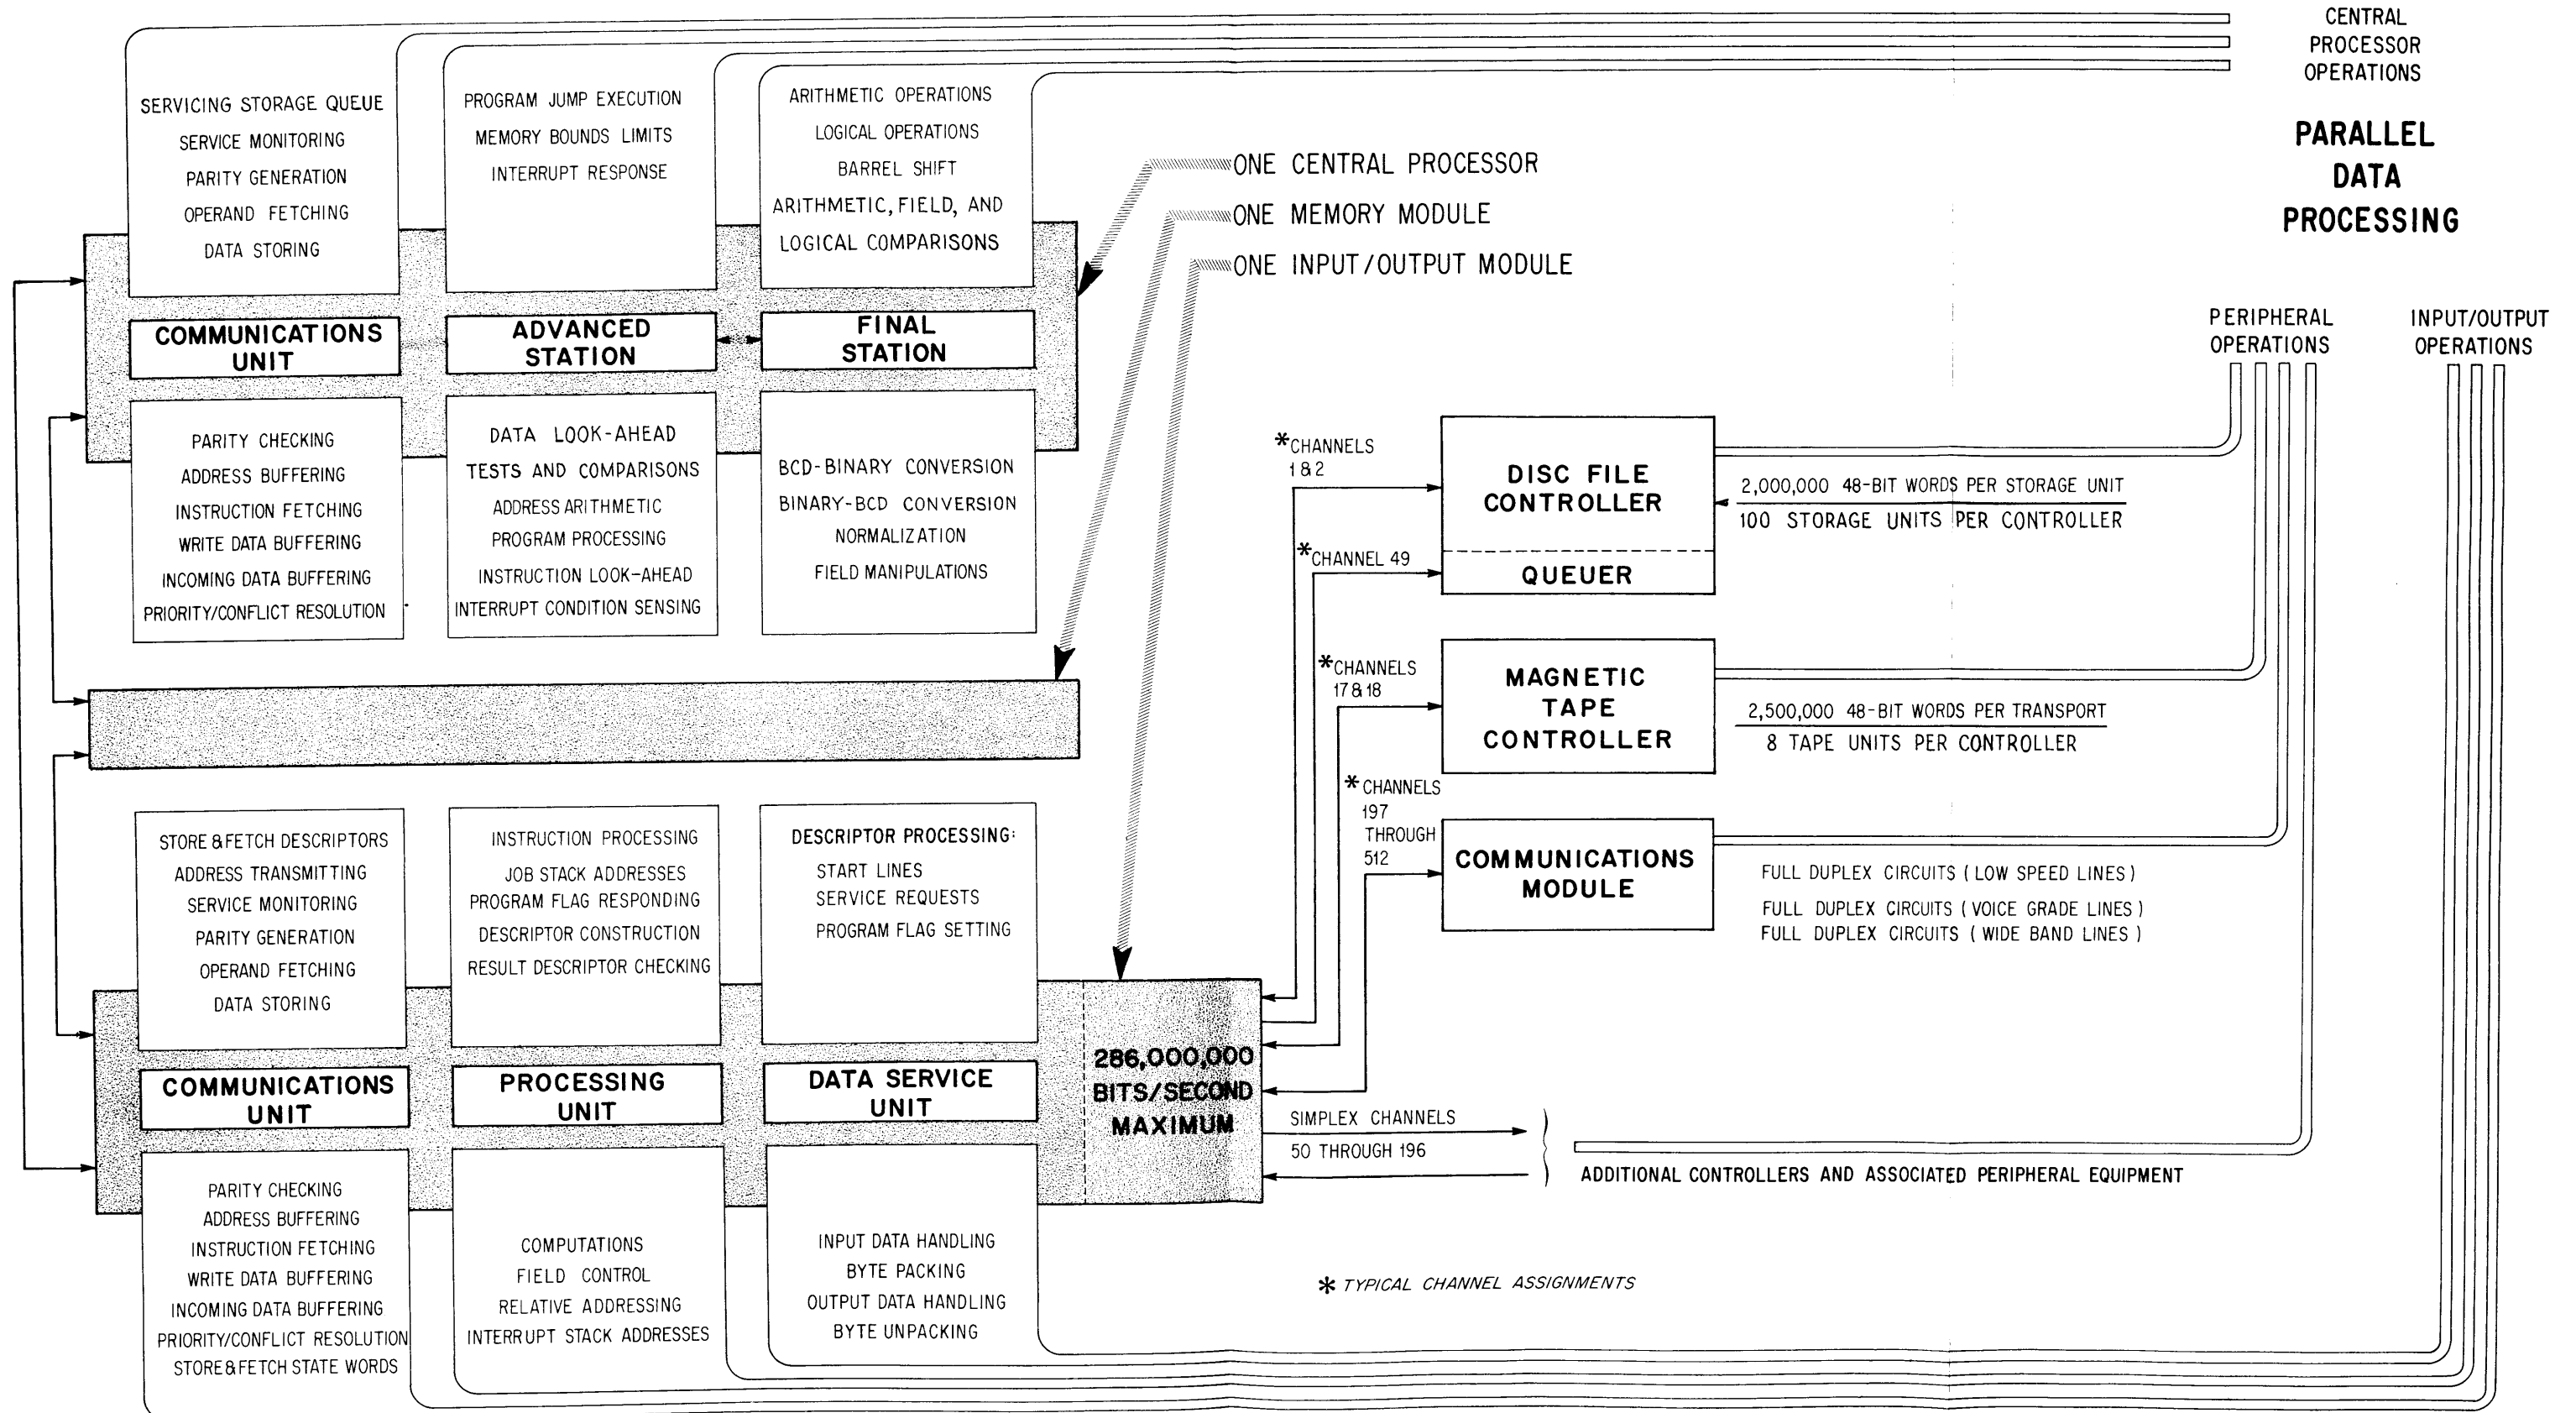 CENTRAL
PROCESSOR
OPERATIONS
PARALLEL
DATA
PROCESSING
SERVICING STORAGE QUEUE
SERVICE MONITORING
PARITY GENERATION
OPERAND FETCHING
DATA STORING
PROGRAM JUMP EXECUTION
MEMORY BOUNDS LIMITS
INTERRUPT RESPONSE
ARITHMETIC OPERATIONS
LOGICAL OPERATIONS
BARREL SHIFT
ARITHMETIC, FIELD, AND
LOGICAL COMPARISONS
ONE CENTRAL PROCESSOR
ONE MEMORY MODULE
ONE INPUT/OUTPUT MODULE
COMMUNICATIONS
UNIT
ADVANCED
STATION
FINAL
STATION
PERIPHERAL
OPERATIONS
INPUT/OUTPUT
OPERATIONS
PARITY CHECKING
ADDRESS BUFFERING
INSTRUCTION FETCHING
WRITE DATA BUFFERING
INCOMING DATA BUFFERING
PRIORITY/CONFLICT RESOLUTION
DATA LOOK-AHEAD
TESTS AND COMPARISONS
ADDRESS ARITHMETIC
PROGRAM PROCESSING
INSTRUCTION LOOK-AHEAD
INTERRUPT CONDITION SENSING
BCD-BINARY CONVERSION
BINARY-BCD CONVERSION
NORMALIZATION
FIELD MANIPULATIONS
*CHANNELS
1 & 2
DISC FILE
CONTROLLER
2,000,000 48-BIT WORDS PER STORAGE UNIT
100 STORAGE UNITS PER CONTROLLER
*CHANNEL 49
QUEUER
*CHANNELS
17 & 18
MAGNETIC
TAPE
CONTROLLER
2,500,000 48-BIT WORDS PER TRANSPORT
8 TAPE UNITS PER CONTROLLER
*CHANNELS
197
THROUGH
512
COMMUNICATIONS
MODULE
FULL DUPLEX CIRCUITS ( LOW SPEED LINES )
FULL DUPLEX CIRCUITS ( VOICE GRADE LINES )
FULL DUPLEX CIRCUITS ( WIDE BAND LINES )
STORE & FETCH DESCRIPTORS
ADDRESS TRANSMITTING
SERVICE MONITORING
PARITY GENERATION
OPERAND FETCHING
DATA STORING
INSTRUCTION PROCESSING
JOB STACK ADDRESSES
PROGRAM FLAG RESPONDING
DESCRIPTOR CONSTRUCTION
RESULT DESCRIPTOR CHECKING
DESCRIPTOR PROCESSING:
START LINES
SERVICE REQUESTS
PROGRAM FLAG SETTING
COMMUNICATIONS
UNIT
PROCESSING
UNIT
DATA SERVICE
UNIT
286,000,000
BITS/SECOND
MAXIMUM
SIMPLEX CHANNELS
50 THROUGH 196
ADDITIONAL CONTROLLERS AND ASSOCIATED PERIPHERAL EQUIPMENT
PARITY CHECKING
ADDRESS BUFFERING
INSTRUCTION FETCHING
WRITE DATA BUFFERING
INCOMING DATA BUFFERING
PRIORITY/CONFLICT RESOLUTION
STORE & FETCH STATE WORDS
COMPUTATIONS
FIELD CONTROL
RELATIVE ADDRESSING
INTERRUPT STACK ADDRESSES
INPUT DATA HANDLING
BYTE PACKING
OUTPUT DATA HANDLING
BYTE UNPACKING
* TYPICAL CHANNEL ASSIGNMENTS